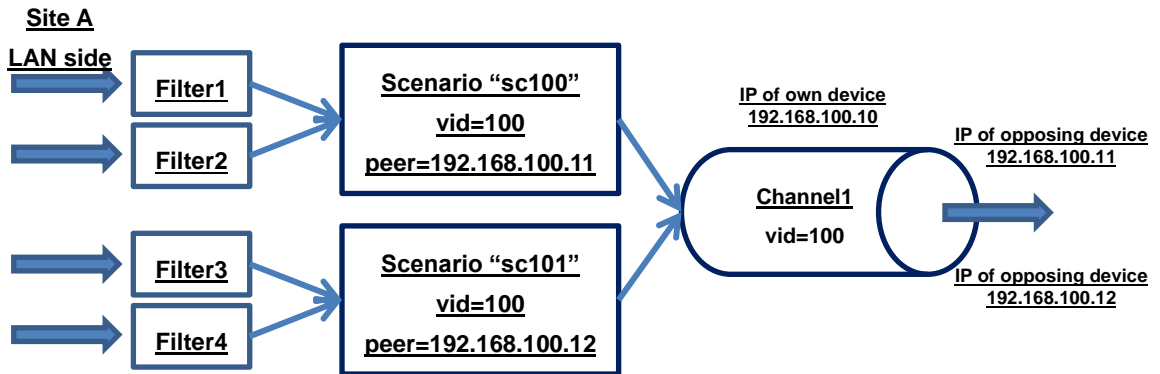 Site A
LAN side
Filter1
Filter2
Scenario “sc100”
vid=100
peer=192.168.100.11
Filter3
Filter4
Scenario “sc101”
vid=100
peer=192.168.100.12
IP of own device
192.168.100.10
Channel1
vid=100
IP of opposing device
192.168.100.11
IP of opposing device
192.168.100.12